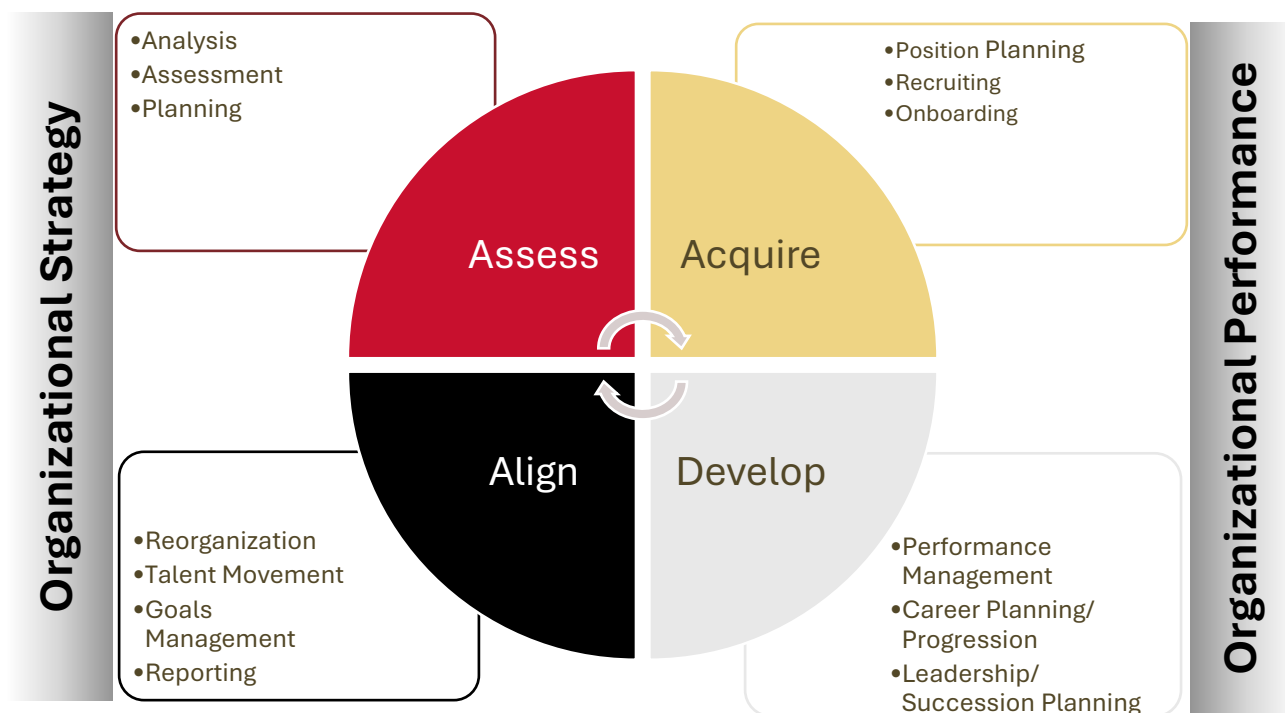 Organizational Strategy
•Analysis
•Assessment
•Planning
•Position Planning
•Recruiting
•Onboarding
Organizational Performance
Assess
Acquire
Align
Develop
•Reorganization
•Talent Movement
•Goals
Management
•Reporting
•Performance
Management
•Career Planning/
Progression
•Leadership/
Succession Planning